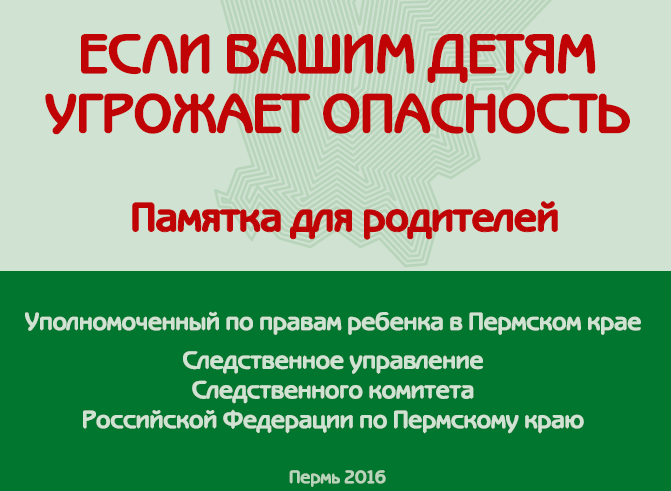 ЕСЛИ ВАШИМ ДЕТЯМ
УГРОЖАЕТ ОПАСНОСТЬ
Памятка для родителей
Уполномоченный по правам ребенка в Пермском крае
Следственное управление
Следственного комитета
Российской Федерации по Пермскому краю
Пермь 2016